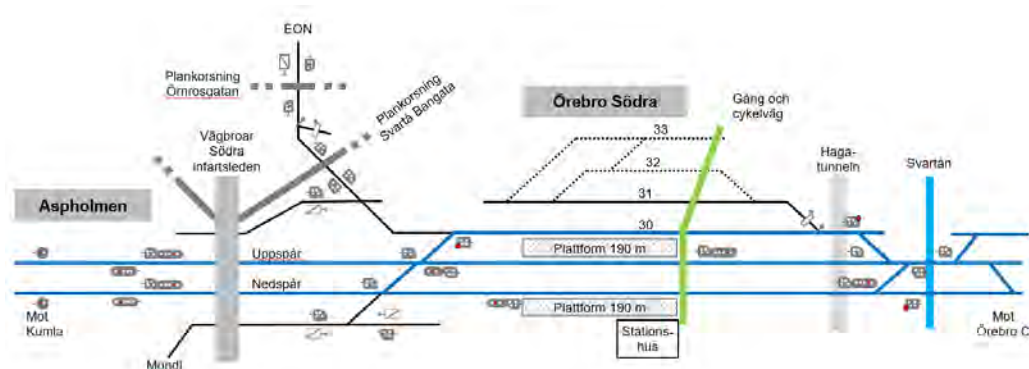 EON
Plankorsning
Örnrosgatan
Plankorsning
Svartå Bangata
Vägbroar
Södra
infartsleden
Örebro Södra
Gång och
cykelväg
33
32
31
30
Haga-
tunneln
Svartån
Aspholmen
Uppspår
Plattform 190 m
Nedspår
Plattform 190 m
Mot
Kumla
Stations-
hus
Mot
Örebro C
Mondi